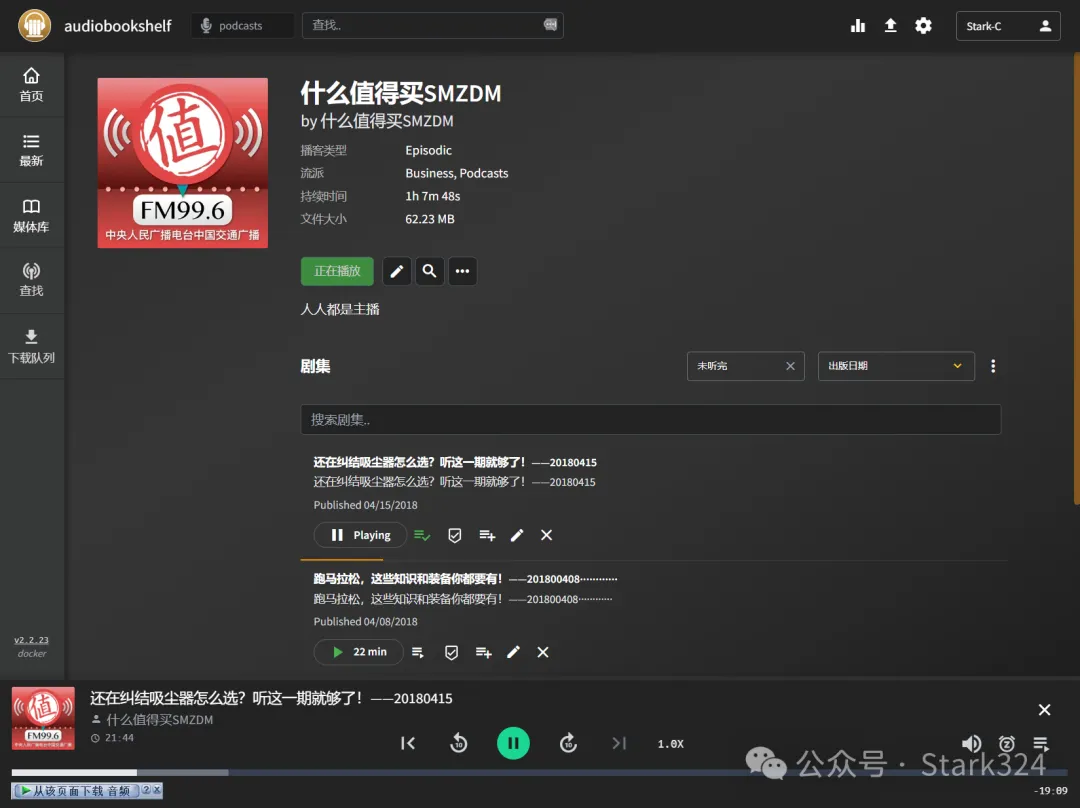 audiobookshelf
podcasts
查找..
Stark-C
首页
最新
媒体库
查找
下载队列
v2.2.23
docker
值
FM99.6
中央人民广播电台中国交通广播
什么值得买SMZDM
by 什么值得买SMZDM
播客类型 Episodic
流派 Business, Podcasts
持续时间 1h 7m 48s
文件大小 62.23 MB
正在播放
人人都是主播
剧集
未听完
出版日期
搜索剧集..
还在纠结吸尘器怎么选？听这一期就够了！——20180415
还在纠结吸尘器怎么选？听这一期就够了！——20180415
Published 04/15/2018
Playing
跑马拉松，这些知识和装备你都要有！——201800408············
跑马拉松，这些知识和装备你都要有！——201800408············
Published 04/08/2018
22 min
值
FM99.6
还在纠结吸尘器怎么选？听这一期就够了！——20180415
什么值得买SMZDM
21:44
10
10
1.0X
公众号 · Stark324
从该页面下载 音频
-19:09